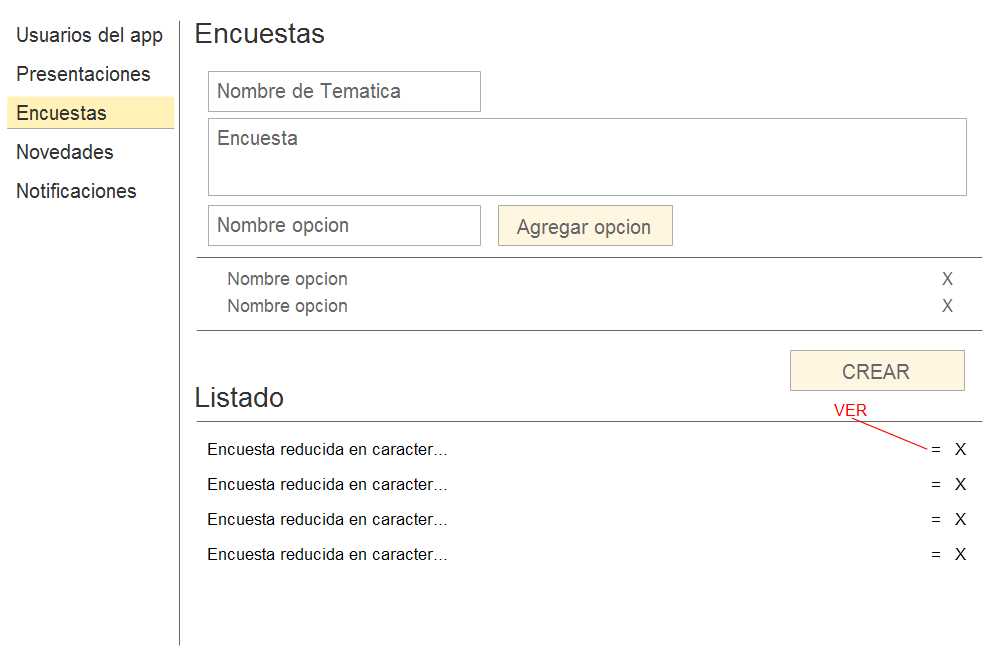 Usuarios del app
Presentaciones
Encuestas
Novedades
Notificaciones
Encuestas
Nombre de Tematica
Encuesta
Nombre opcion
Agregar opcion
Nombre opcion X
Nombre opcion X
CREAR
Listado
VER
Encuesta reducida en caracter... = X
Encuesta reducida en caracter... = X
Encuesta reducida en caracter... = X
Encuesta reducida en caracter... = X